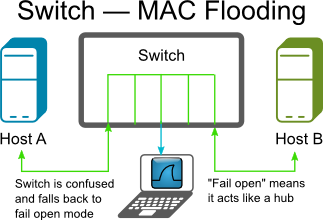 Switch — MAC Flooding
Switch
Host A
Host B
Switch is confused
and falls back to
fail open mode
"Fail open" means
it acts like a hub